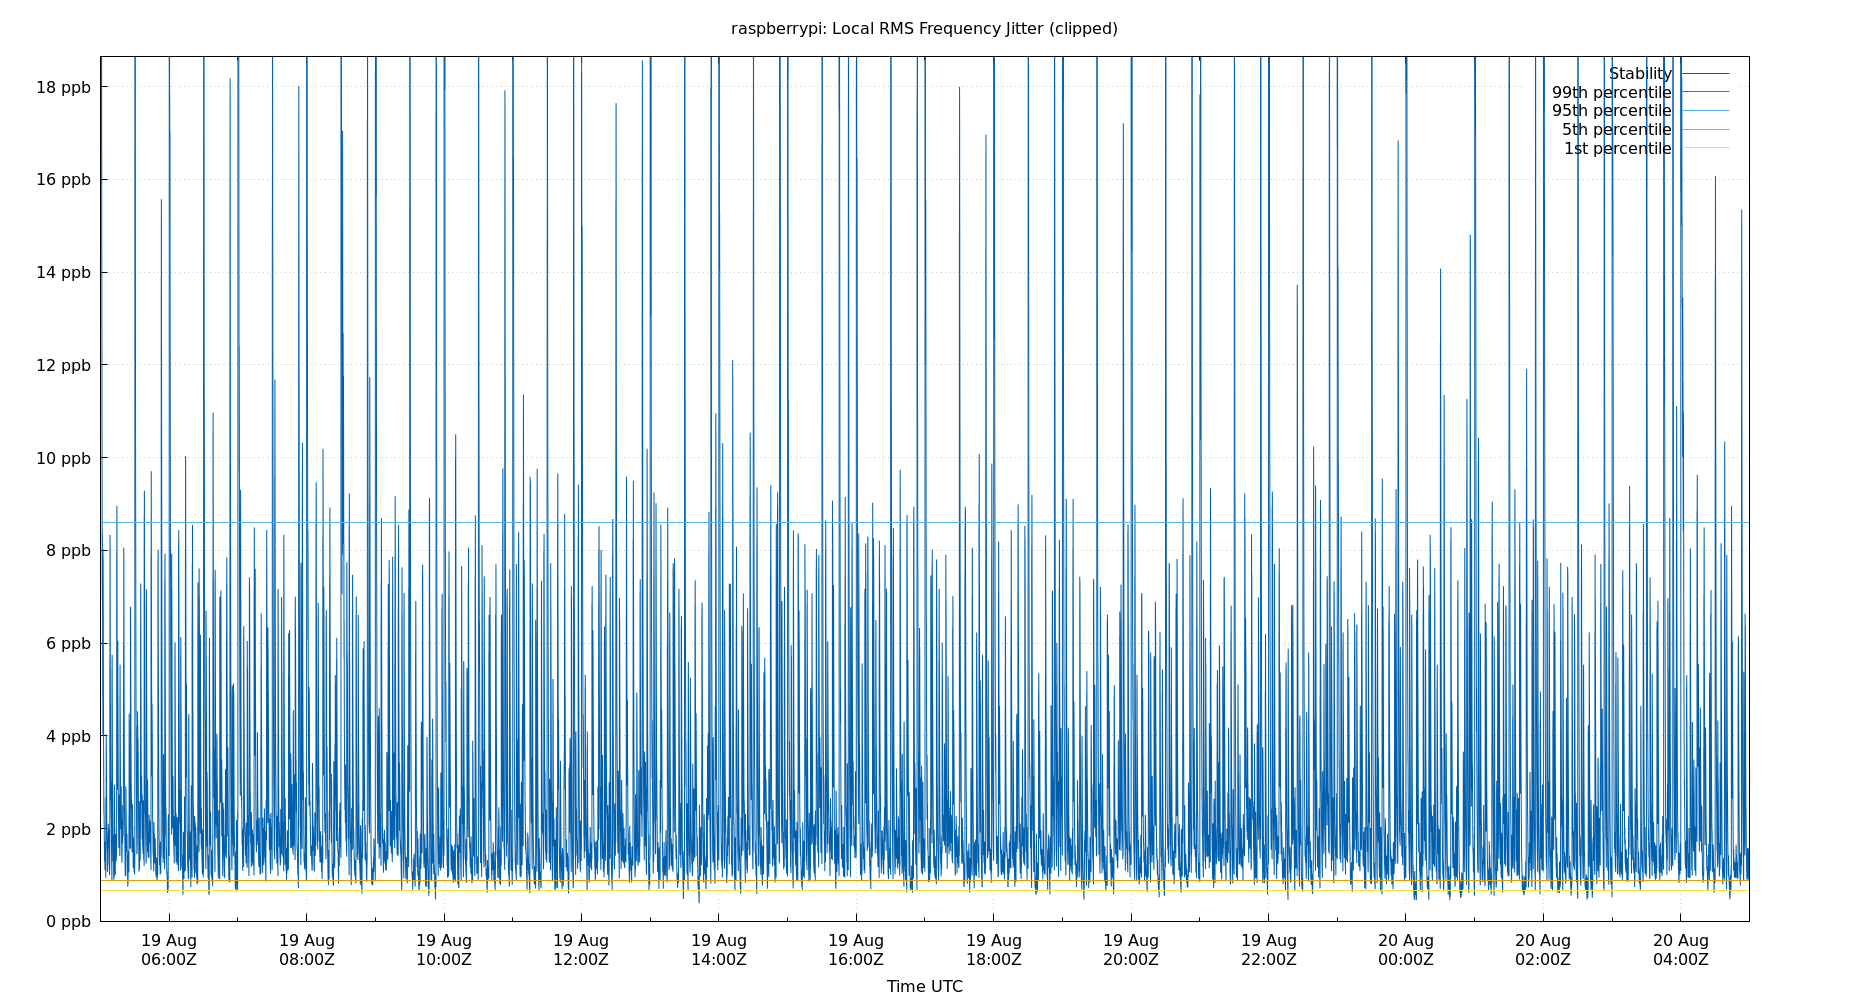 raspberrypi: Local RMS Frequency Jitter (clipped)
Stability
99th percentile
95th percentile
5th percentile
1st percentile
18 ppb
16 ppb
14 ppb
12 ppb
10 ppb
8 ppb
6 ppb
4 ppb
2 ppb
0 ppb
19 Aug 19 Aug 19 Aug 19 Aug 19 Aug 19 Aug 19 Aug 19 Aug 19 Aug 20 Aug 20 Aug 20 Aug
06:00Z 08:00Z 10:00Z 12:00Z 14:00Z 16:00Z 18:00Z 20:00Z 22:00Z 00:00Z 02:00Z 04:00Z
Time UTC